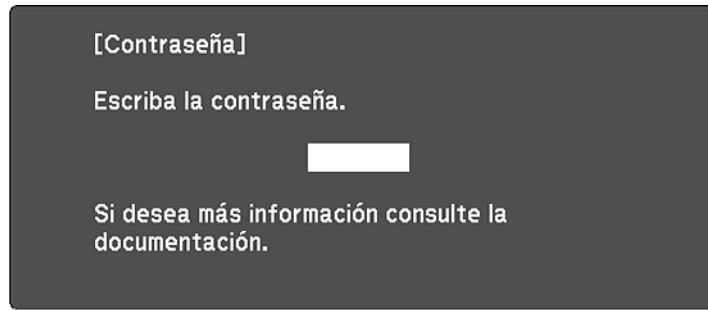 [Contraseña]
Escriba la contraseña.
Si desea más información consulte la
documentación.